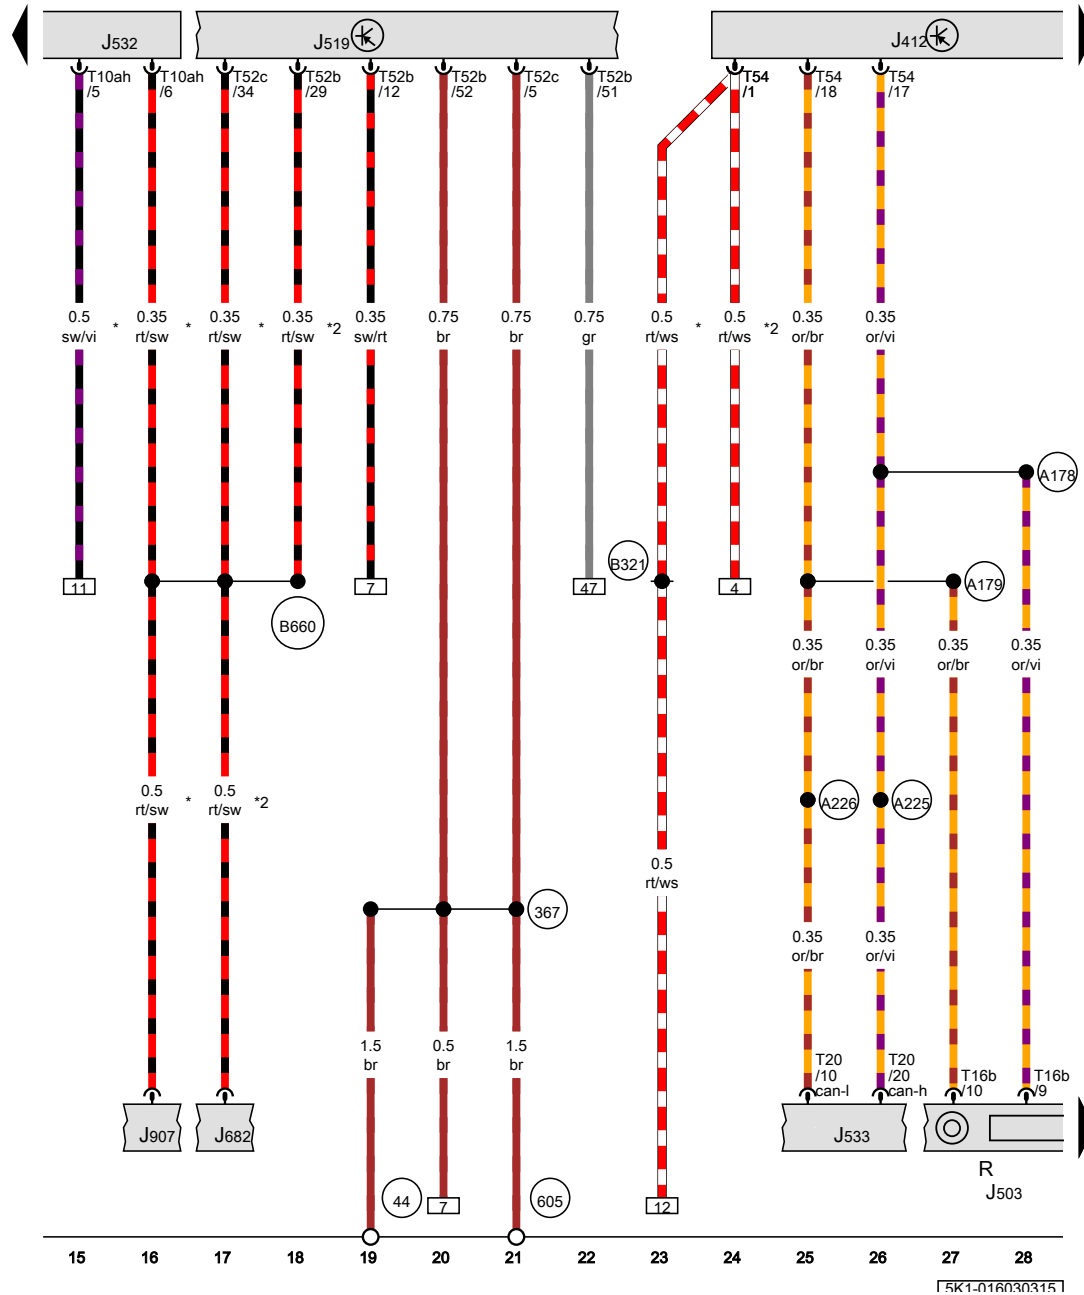 J532
J519
J412
T10ah
/5
T10ah
/6
T52c
/34
T52b
/29
T52b
/12
T52b
/52
T52c
/5
T52b
/51
T54
/1
T54
/18
T54
/17
0.5
sw/vi
*
0.35
rt/sw
*
0.35
rt/sw
*
0.35
rt/sw
*2
0.35
sw/rt
0.75
br
0.75
br
0.75
gr
0.5
rt/ws
*
0.5
rt/ws
*2
0.35
or/br
0.35
or/vi
A178
B321
A179
11
7
47
4
B660
0.35
or/br
0.35
or/vi
0.35
or/br
0.35
or/vi
0.5
rt/sw
*
0.5
rt/sw
*2
A226
A225
0.5
rt/ws
367
0.35
or/br
0.35
or/vi
1.5
br
0.5
br
1.5
br
T20
/10
can-l
T20
/20
can-h
T16b
/10
T16b
/9
J907
J682
J533
R
J503
44
7
605
12
15 16 17 18 19 20 21 22 23 24 25 26 27 28
5K1-016030315